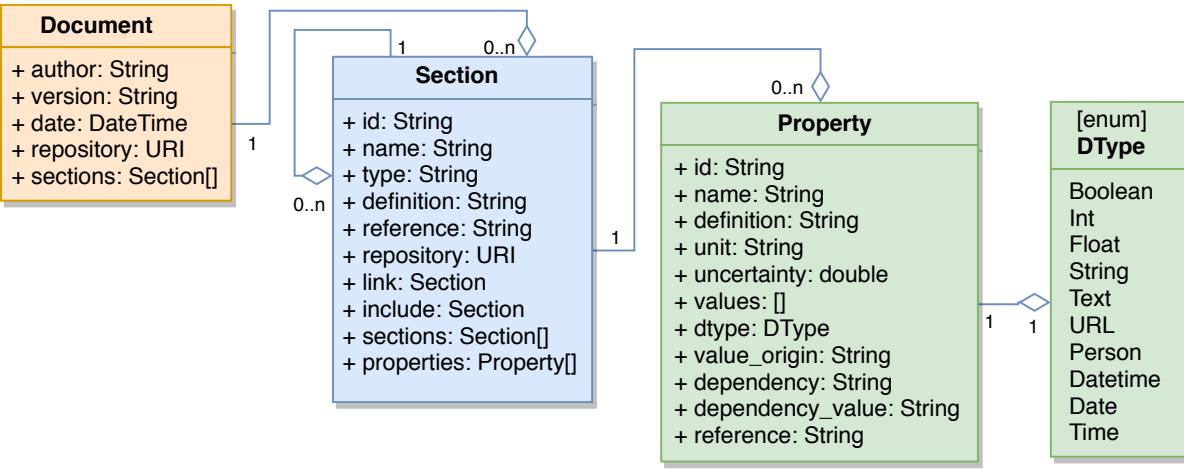 Document
+ author: String
+ version: String
+ date: DateTime
+ repository: URI
+ sections: Section[]
1
0..n
1
0..n
Section
+ id: String
+ name: String
+ type: String
+ definition: String
+ reference: String
+ repository: URI
+ link: Section
+ include: Section
+ sections: Section[]
+ properties: Property[]
1
0..n
Property
+ id: String
+ name: String
+ definition: String
+ unit: String
+ uncertainty: double
+ values: []
+ dtype: DType
+ value_origin: String
+ dependency: String
+ dependency_value: String
+ reference: String
1
1
[enum]
DType
Boolean
Int
Float
String
Text
URL
Person
Datetime
Date
Time